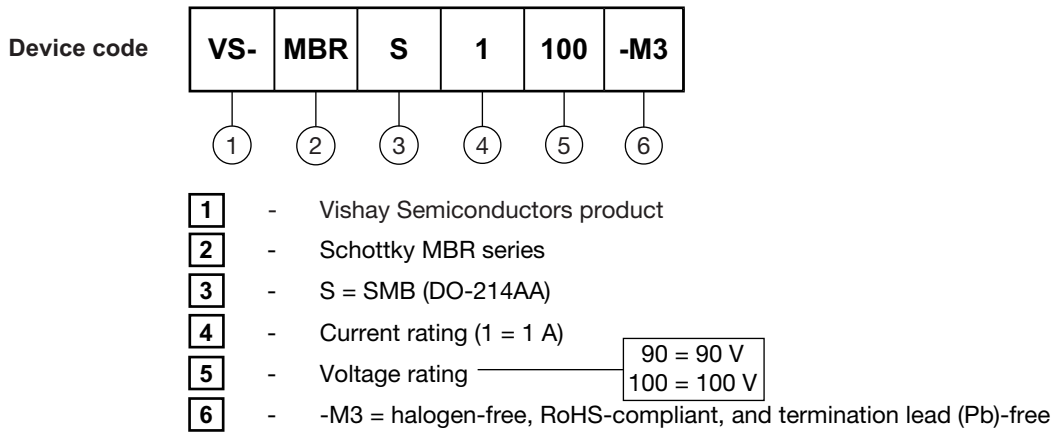 Device code VS- MBR S 1 100 -M3
1 2 3 4 5 6
1 - Vishay Semiconductors product
2 - Schottky MBR series
3 - S = SMB (DO-214AA)
4 - Current rating (1 = 1 A)
5 - Voltage rating
90 = 90 V
100 = 100 V
6 - -M3 = halogen-free, RoHS-compliant, and termination lead (Pb)-free